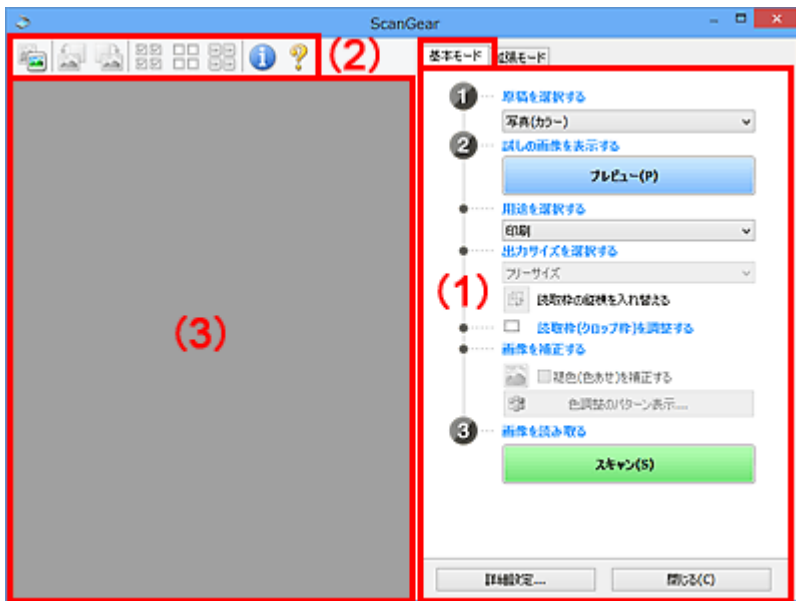 ScanGear
(2)
基本モード 拡張モード
1 原稿を選択する
写真(カラー)
2 試しの画像を表示する
プレビュー(P)
用途を選択する
印刷
出力サイズを選択する
フリーサイズ
(1)
読取枠の縦横を入れ替える
(3)
読取枠(クロップ枠)を調整する
画像を補正する
褪色(色あせ)を補正する
色調整のパターン表示...
3 画像を読み取る
スキャン(S)
詳細設定... 閉じる(C)